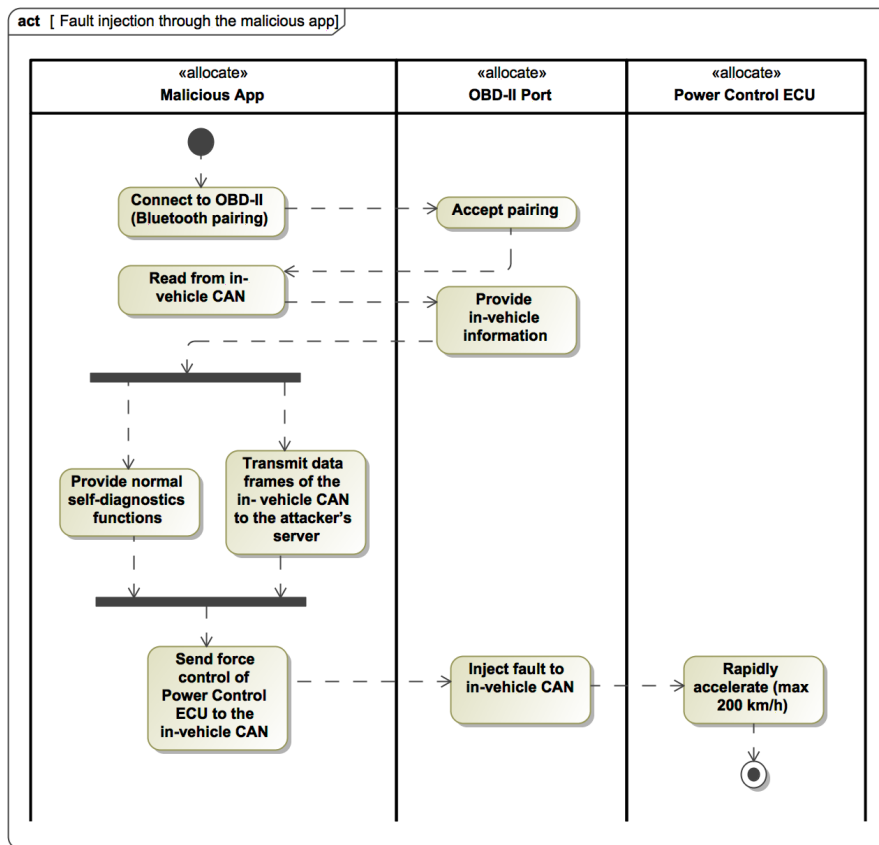 act [ Fault injection through the malicious app]
«allocate»
Malicious App
«allocate»
OBD-II Port
«allocate»
Power Control ECU
Connect to OBD-II
(Bluetooth pairing)
Accept pairing
Read from in-
vehicle CAN
Provide
in-vehicle
information
Provide normal
self-diagnostics
functions
Transmit data
frames of the
in- vehicle CAN
to the attacker's
server
Send force
control of
Power Control
ECU to the
in-vehicle CAN
Inject fault to
in-vehicle CAN
Rapidly
accelerate (max
200 km/h)